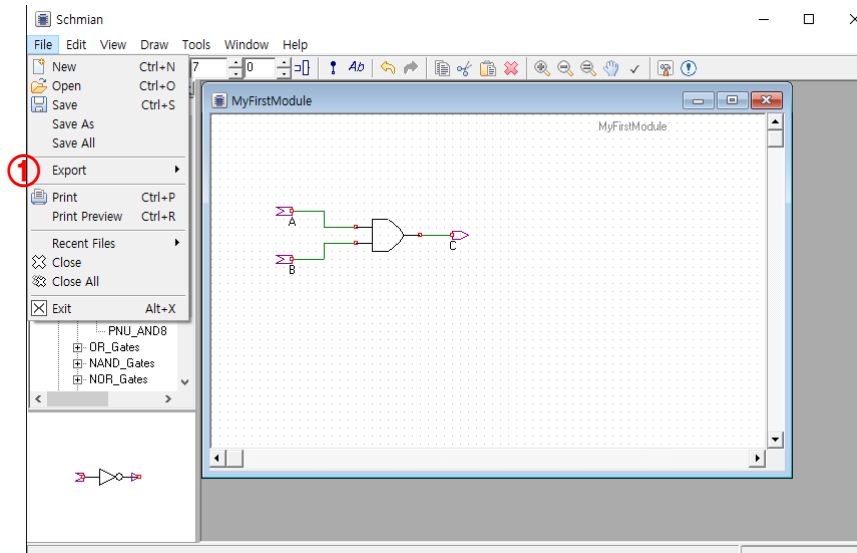 Schmian
File Edit View Draw Tools Window Help
New Ctrl+N
7 0 Ab
Open Ctrl+O
Save Ctrl+S
Save As
Save All
①
Export
Print Ctrl+P
Print Preview Ctrl+R
Recent Files
Close
Close All
Exit Alt+X
PNU_AND8
OR_Gates
NAND_Gates
NOR_Gates
MyFirstModule
MyFirstModule
A
B
C